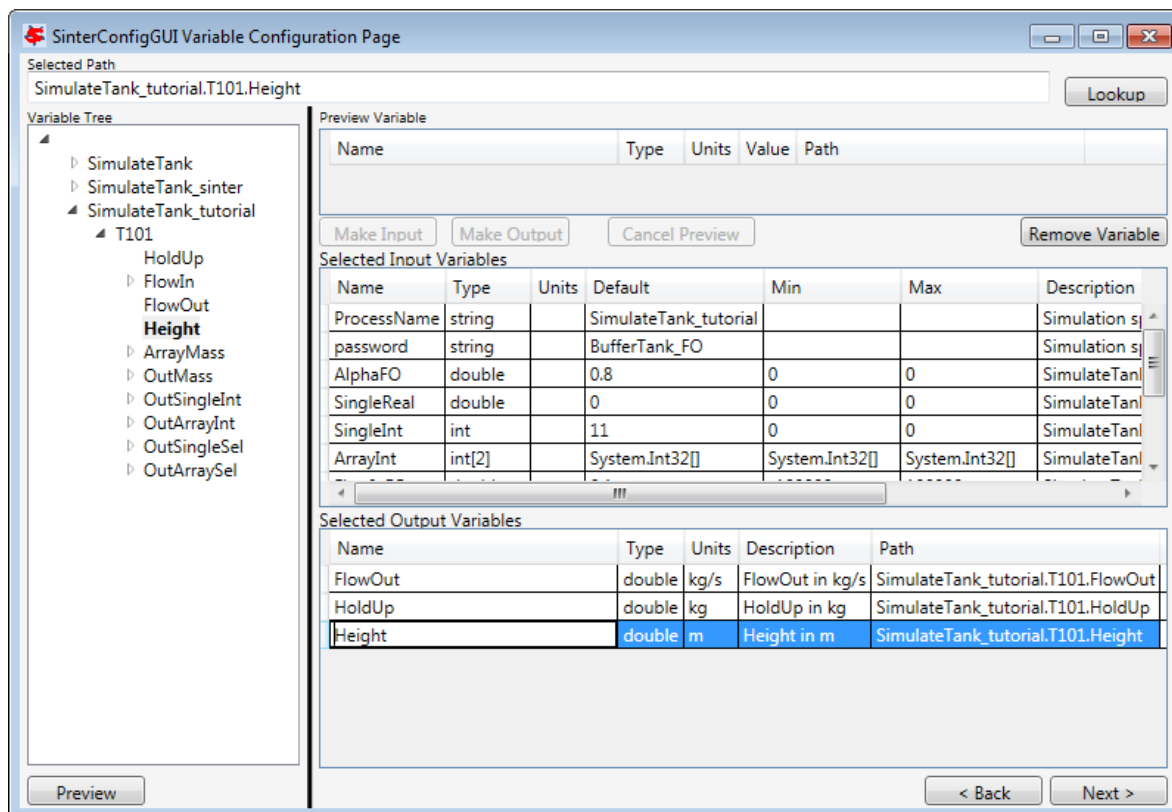 SinterConfigGUI Variable Configuration Page
Selected Path
SimulateTank_tutorial.T101.Height
Lookup
Variable Tree
SimulateTank
SimulateTank_sinter
SimulateTank_tutorial
T101
HoldUp
FlowIn
FlowOut
Height
ArrayMass
OutMass
OutSingleInt
OutArrayInt
OutSingleSel
OutArraySel
Preview
Preview Variable
Name Type Units Value Path
Make Input Make Output Cancel Preview Remove Variable
Selected Input Variables
Name Type Units Default Min Max Description
ProcessName string SimulateTank_tutorial Simulation
password string BufferTank_FO Simulation
AlphaFO double 0.8 0 0 SimulateTan
SingleReal double 0 0 0 SimulateTan
SingleInt int 11 0 0 SimulateTan
ArrayInt int[2] System.Int32[] System.Int32[] System.Int32[] SimulateTan
Selected Output Variables
Name Type Units Description Path
FlowOut double kg/s FlowOut in kg/s SimulateTank_tutorial.T101.FlowOut
HoldUp double kg HoldUp in kg SimulateTank_tutorial.T101.HoldUp
Height double m Height in m SimulateTank_tutorial.T101.Height
< Back Next >